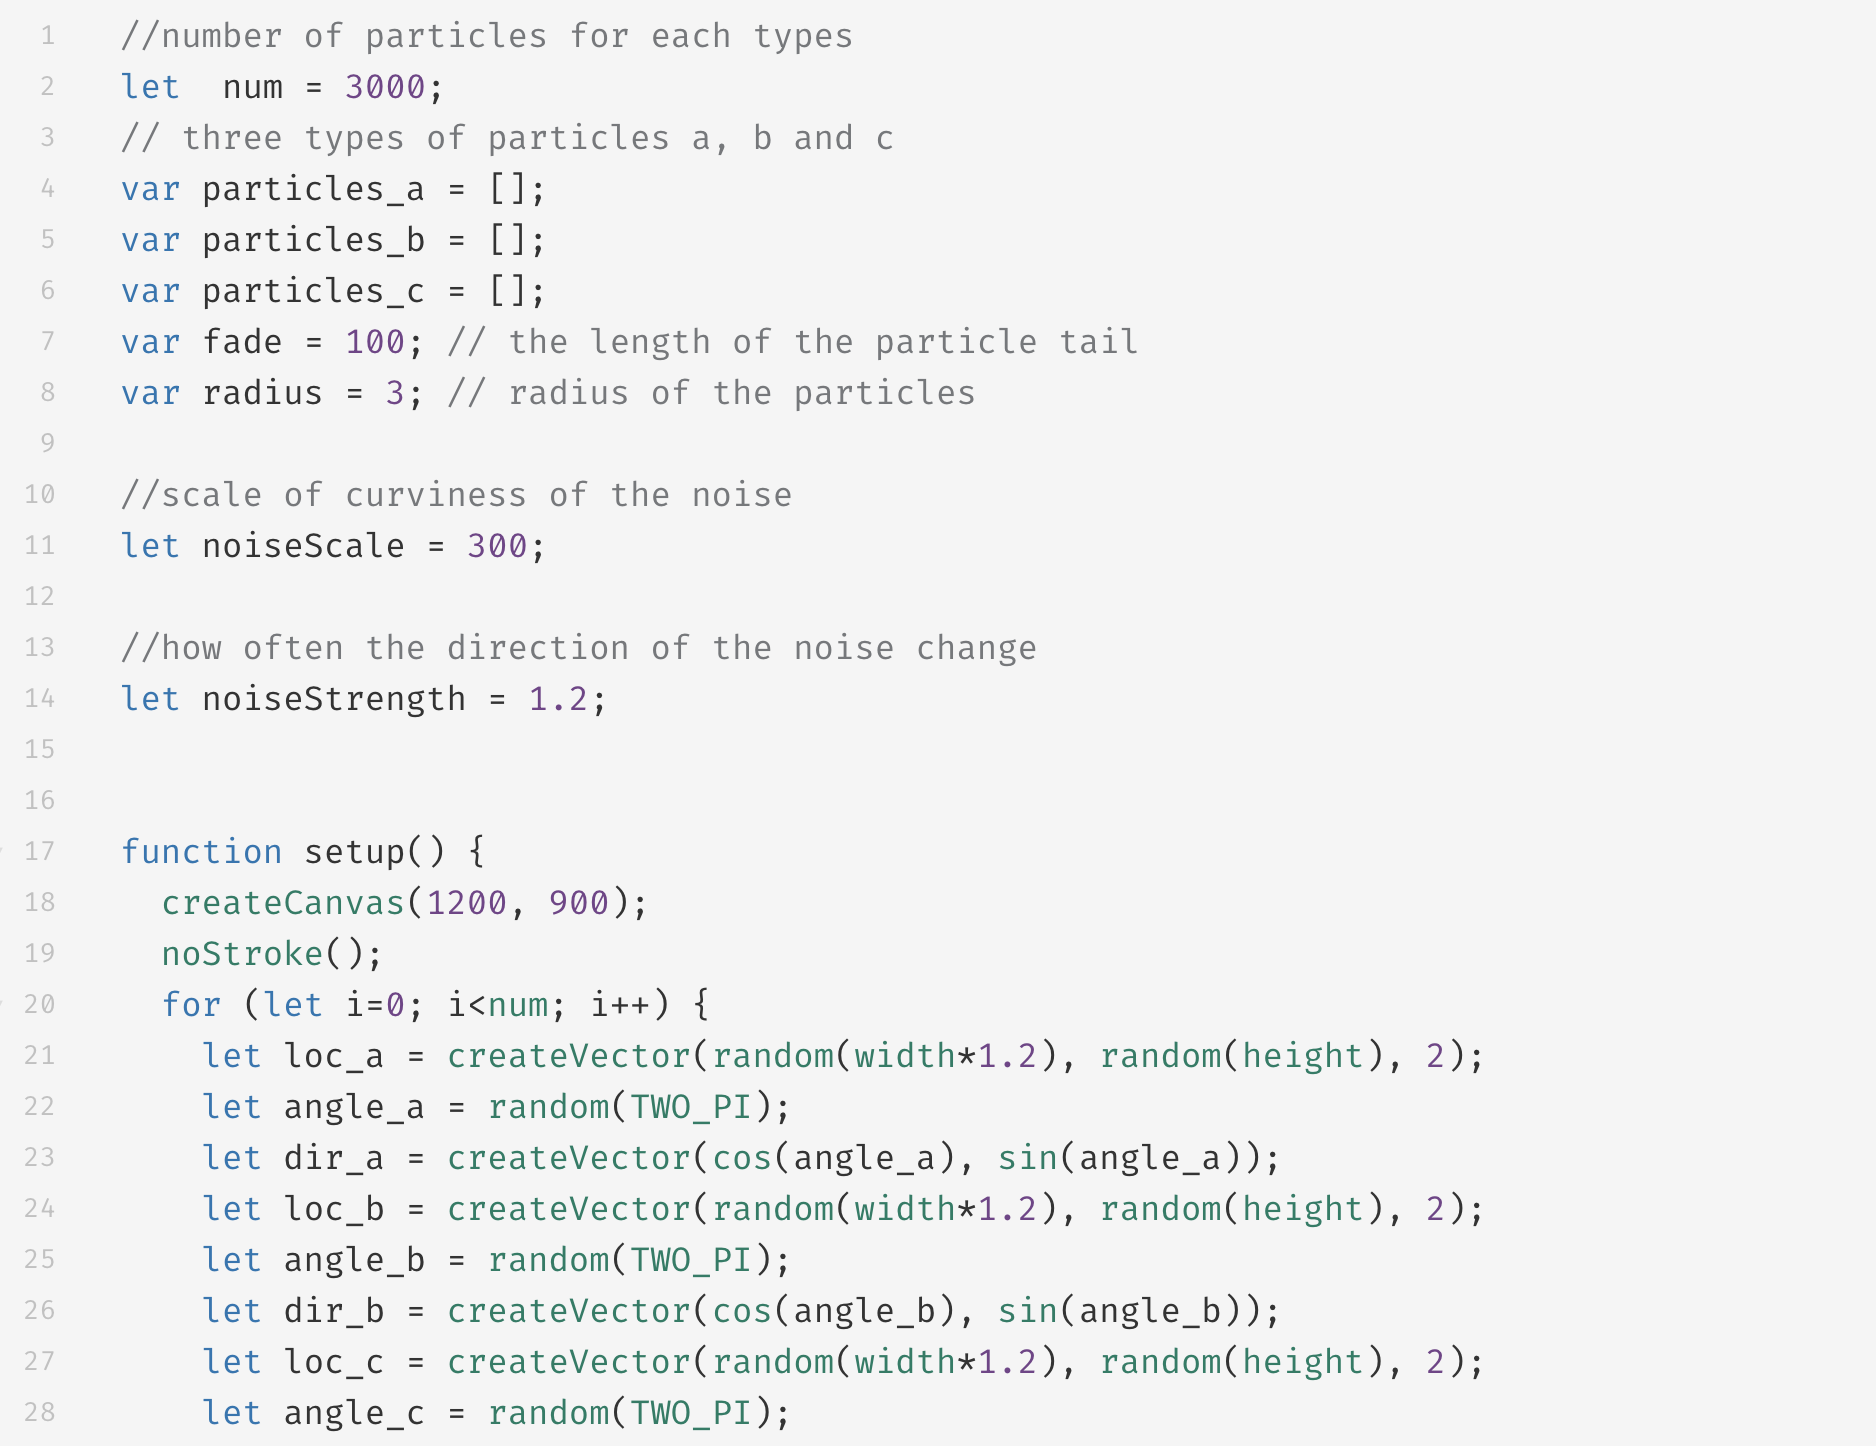 1 //number of particles for each types
2 let  num = 3000;
3 // three types of particles a, b and c
4 var particles_a = [];
5 var particles_b = [];
6 var particles_c = [];
7 var fade = 100; // the length of the particle tail
8 var radius = 3; // radius of the particles
9
10 //scale of curviness of the noise
11 let noiseScale = 300;
12
13 //how often the direction of the noise change
14 let noiseStrength = 1.2;
15
16
17 function setup() {
18   createCanvas(1200, 900);
19   noStroke();
20   for (let i=0; i<num; i++) {
21     let loc_a = createVector(random(width*1.2), random(height), 2);
22     let angle_a = random(TWO_PI);
23     let dir_a = createVector(cos(angle_a), sin(angle_a));
24     let loc_b = createVector(random(width*1.2), random(height), 2);
25     let angle_b = random(TWO_PI);
26     let dir_b = createVector(cos(angle_b), sin(angle_b));
27     let loc_c = createVector(random(width*1.2), random(height), 2);
28     let angle_c = random(TWO_PI);